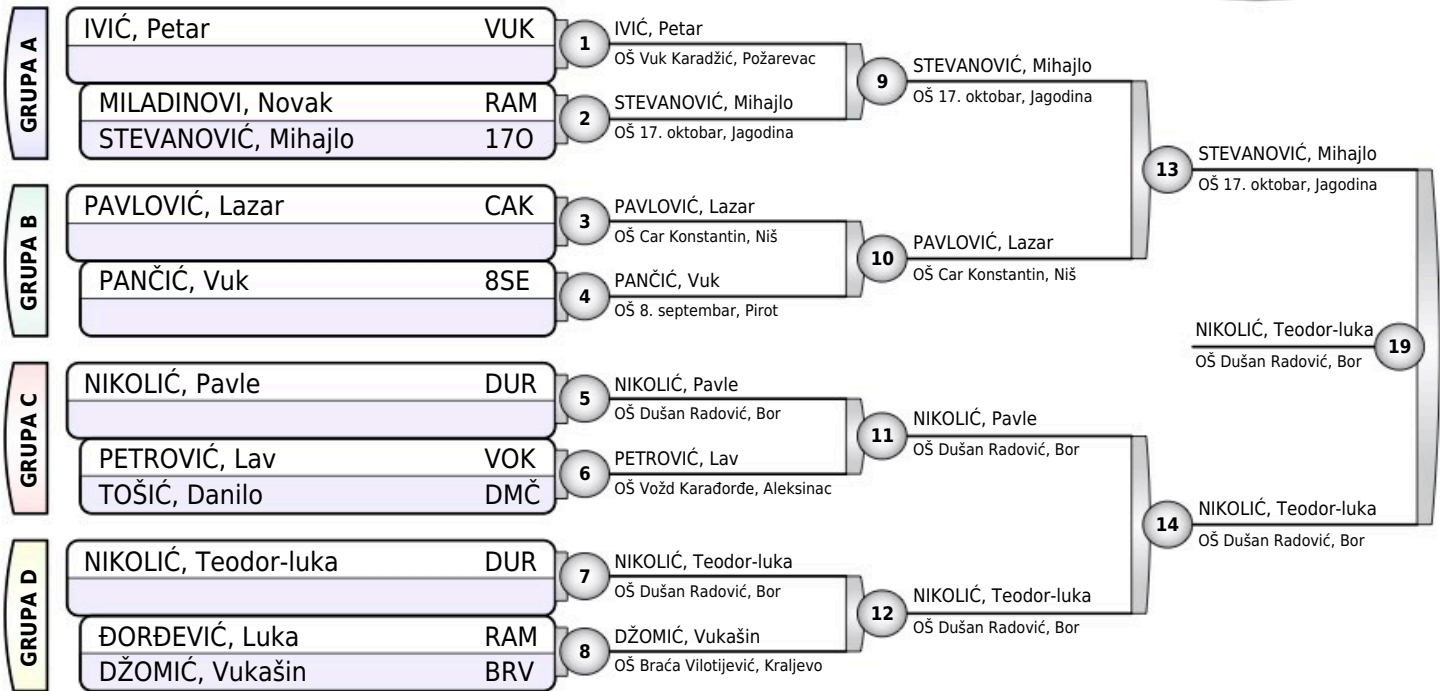 GRUPA A
IVIĆ, Petar VUK
MILADINOVI, Novak RAM
STEVANOVIĆ, Mihajlo 17O
1
IVIĆ, Petar
OŠ Vuk Karadžić, Požarevac
2
STEVANOVIĆ, Mihajlo
OŠ 17. oktobar, Jagodina
9
STEVANOVIĆ, Mihajlo
OŠ 17. oktobar, Jagodina
GRUPA B
PAVLOVIĆ, Lazar CAK
PANČIĆ, Vuk 8SE
3
PAVLOVIĆ, Lazar
OŠ Car Konstantin, Niš
4
PANČIĆ, Vuk
OŠ 8. septembar, Pirot
10
PAVLOVIĆ, Lazar
OŠ Car Konstantin, Niš
13
STEVANOVIĆ, Mihajlo
OŠ 17. oktobar, Jagodina
GRUPA C
NIKOLIĆ, Pavle DUR
PETROVIĆ, Lav VOK
TOŠIĆ, Danilo DMČ
5
NIKOLIĆ, Pavle
OŠ Dušan Radović, Bor
6
PETROVIĆ, Lav
OŠ Vožd Karađorđe, Aleksinac
11
NIKOLIĆ, Pavle
OŠ Dušan Radović, Bor
GRUPA D
NIKOLIĆ, Teodor-luka DUR
ĐORĐEVIĆ, Luka RAM
DŽOMIĆ, Vukašin BRV
7
NIKOLIĆ, Teodor-luka
OŠ Dušan Radović, Bor
8
DŽOMIĆ, Vukašin
OŠ Braća Vilotijević, Kraljevo
12
NIKOLIĆ, Teodor-luka
OŠ Dušan Radović, Bor
14
NIKOLIĆ, Teodor-luka
OŠ Dušan Radović, Bor
NIKOLIĆ, Teodor-luka
OŠ Dušan Radović, Bor
19